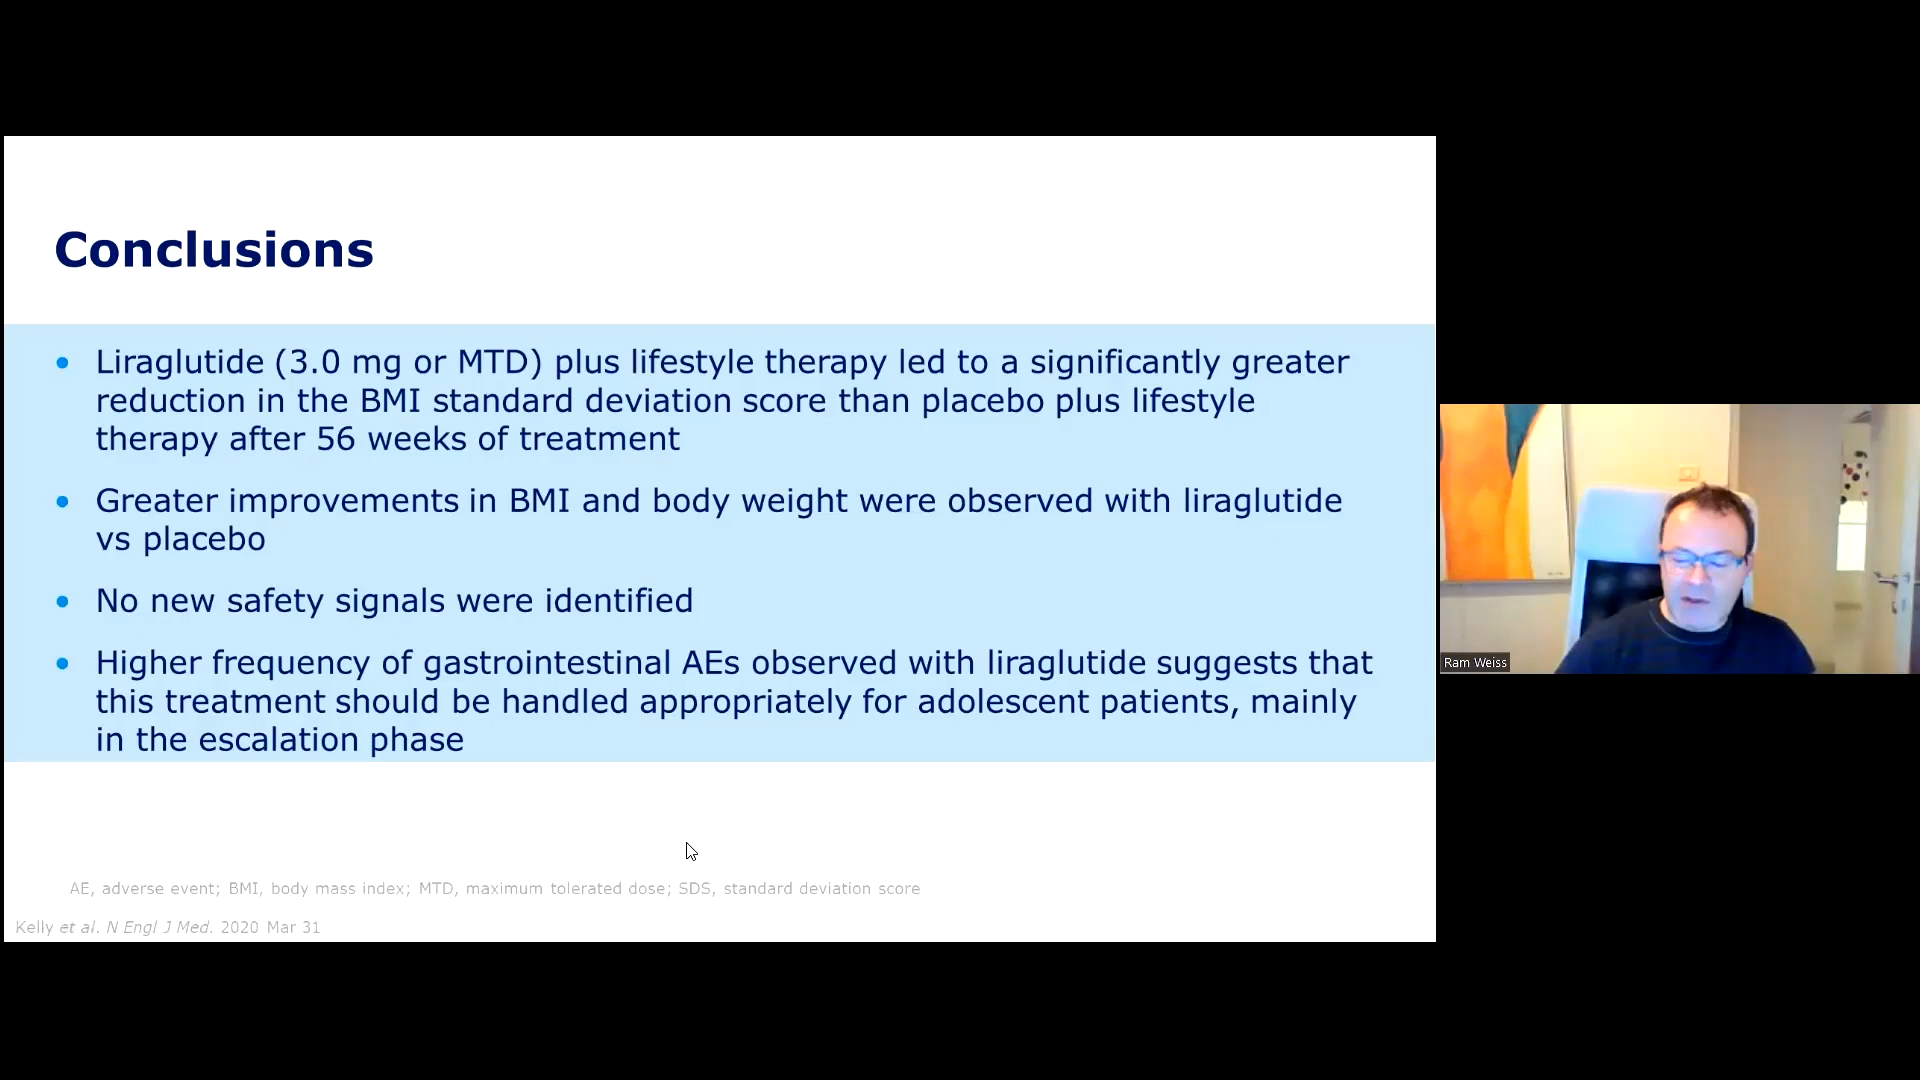 Conclusions
• Liraglutide (3.0 mg or MTD) plus lifestyle therapy led to a significantly greater
reduction in the BMI standard deviation score than placebo plus lifestyle
therapy after 56 weeks of treatment
• Greater improvements in BMI and body weight were observed with liraglutide
vs placebo
• No new safety signals were identified
• Higher frequency of gastrointestinal AEs observed with liraglutide suggests that
this treatment should be handled appropriately for adolescent patients, mainly
in the escalation phase
AE, adverse event; BMI, body mass index; MTD, maximum tolerated dose; SDS, standard deviation score
Kelly et al. N Engl J Med. 2020 Mar 31
Ram Weiss